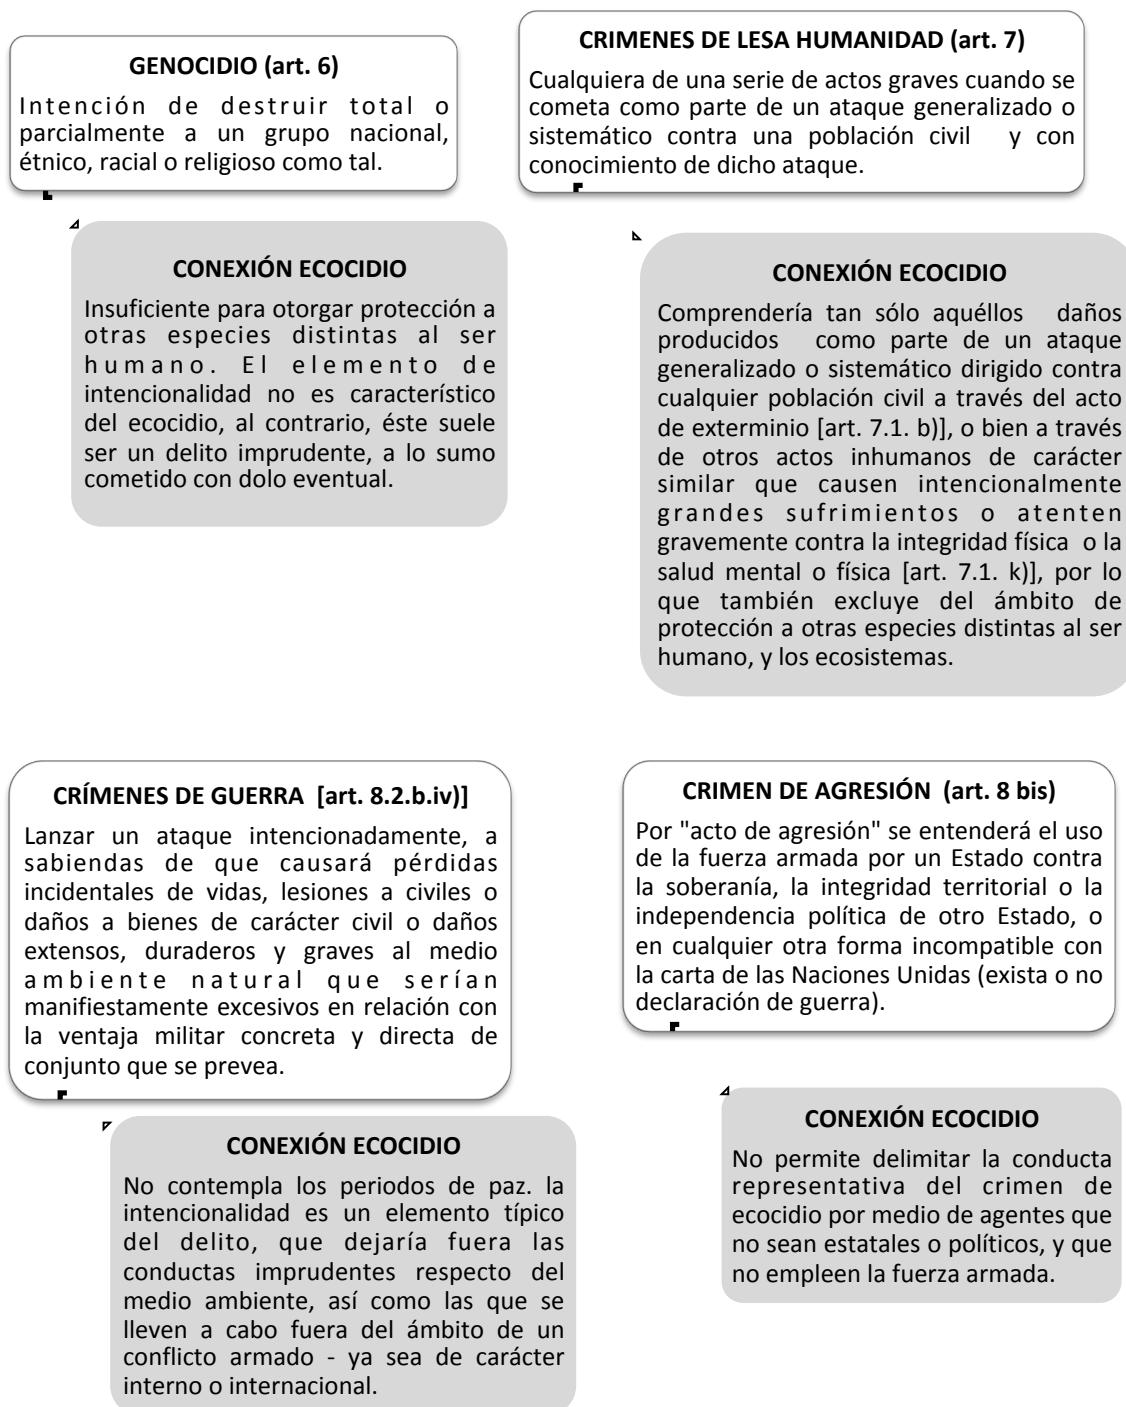 GENOCIDIO (art. 6)
Intención de destruir total o
parcialmente a un grupo nacional,
étnico, racial o religioso como tal.
CRIMENES DE LESA HUMANIDAD (art. 7)
Cualquiera de una serie de actos graves cuando se
cometa como parte de un ataque generalizado o
sistemático contra una población civil y con
conocimiento de dicho ataque.
CONEXIÓN ECOCIDIO
Insuficiente para otorgar protección a
otras especies distintas al ser
humano. El elemento de
intencionalidad no es característico
del ecocidio, al contrario, éste suele
ser un delito imprudente, a lo sumo
cometido con dolo eventual.
CONEXIÓN ECOCIDIO
Comprendería tan sólo aquéllos daños
producidos como parte de un ataque
generalizado o sistemático dirigido contra
cualquier población civil a través del acto
de exterminio [art. 7.1. b)], o bien a través
de otros actos inhumanos de carácter
similar que causen intencionalmente
grandes sufrimientos o atenten
gravemente contra la integridad física o la
salud mental o física [art. 7.1. k)], por lo
que también excluye del ámbito de
protección a otras especies distintas al ser
humano, y los ecosistemas.
CRÍMENES DE GUERRA [art. 8.2.b.iv)]
Lanzar un ataque intencionadamente, a
sabiendas de que causará pérdidas
incidentales de vidas, lesiones a civiles o
daños a bienes de carácter civil o daños
extensos, duraderos y graves al medio
ambiente natural que serían
manifiestamente excesivos en relación con
la ventaja militar concreta y directa de
conjunto que se prevea.
CRIMEN DE AGRESIÓN (art. 8 bis)
Por "acto de agresión" se entenderá el uso
de la fuerza armada por un Estado contra
la soberanía, la integridad territorial o la
independencia política de otro Estado, o
en cualquier otra forma incompatible con
la carta de las Naciones Unidas (exista o no
declaración de guerra).
CONEXIÓN ECOCIDIO
No contempla los periodos de paz. la
intencionalidad es un elemento típico
del delito, que dejaría fuera las
conductas imprudentes respecto del
medio ambiente, así como las que se
lleven a cabo fuera del ámbito de un
conflicto armado - ya sea de carácter
interno o internacional.
CONEXIÓN ECOCIDIO
No permite delimitar la conducta
representativa del crimen de
ecocidio por medio de agentes que
no sean estatales o políticos, y que
no empleen la fuerza armada.